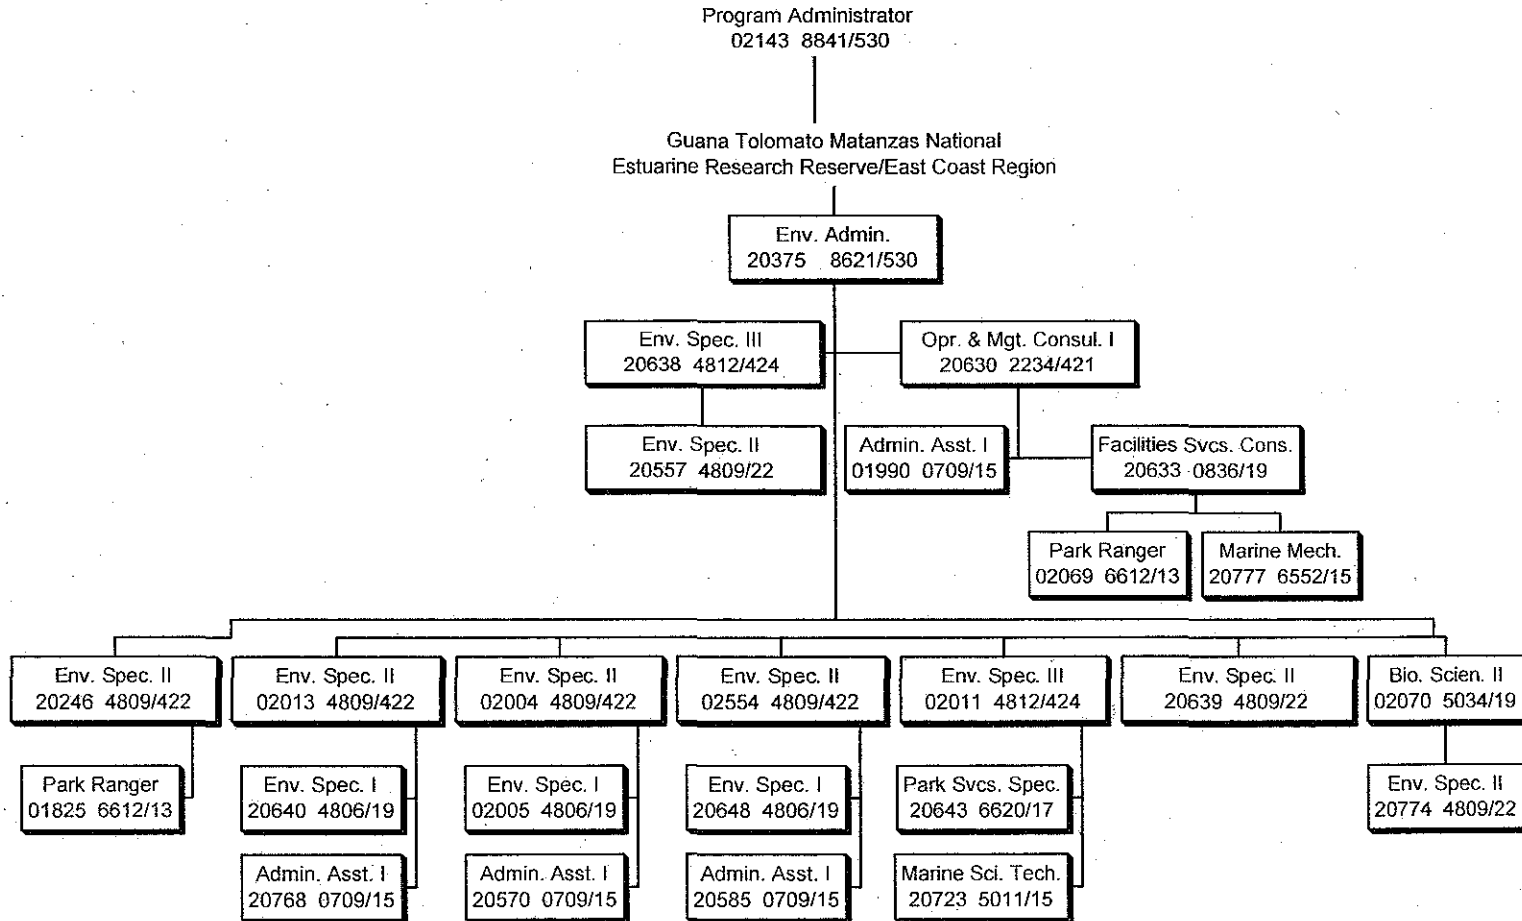 Program Administrator
02143 8841/530
Guana Tolomato Matanzas National
Estuarine Research Reserve/East Coast Region
Env. Admin.
20375 8621/530
Env. Spec. III
20638 4812/424
Opr. & Mgt. Consul. I
20630 2234/421
Env. Spec. II
20557 4809/22
Admin. Asst. I
01990 0709/15
Facilities Svcs. Cons.
20633 0836/19
Park Ranger
02069 6612/13
Marine Mech.
20777 6552/15
Env. Spec. II
20246 4809/422
Env. Spec. II
02013 4809/422
Env. Spec. II
02004 4809/422
Env. Spec. II
02554 4809/422
Env. Spec. III
02011 4812/424
Env. Spec. II
20639 4809/22
Bio. Scien. II
02070 5034/19
Park Ranger
01825 6612/13
Env. Spec. I
20640 4806/19
Env. Spec. I
02005 4806/19
Env. Spec. I
20648 4806/19
Park Svcs. Spec.
20643 6620/17
Env. Spec. II
20774 4809/22
Admin. Asst. I
20768 0709/15
Admin. Asst. I
20570 0709/15
Admin. Asst. I
20585 0709/15
Marine Sci. Tech.
20723 5011/15